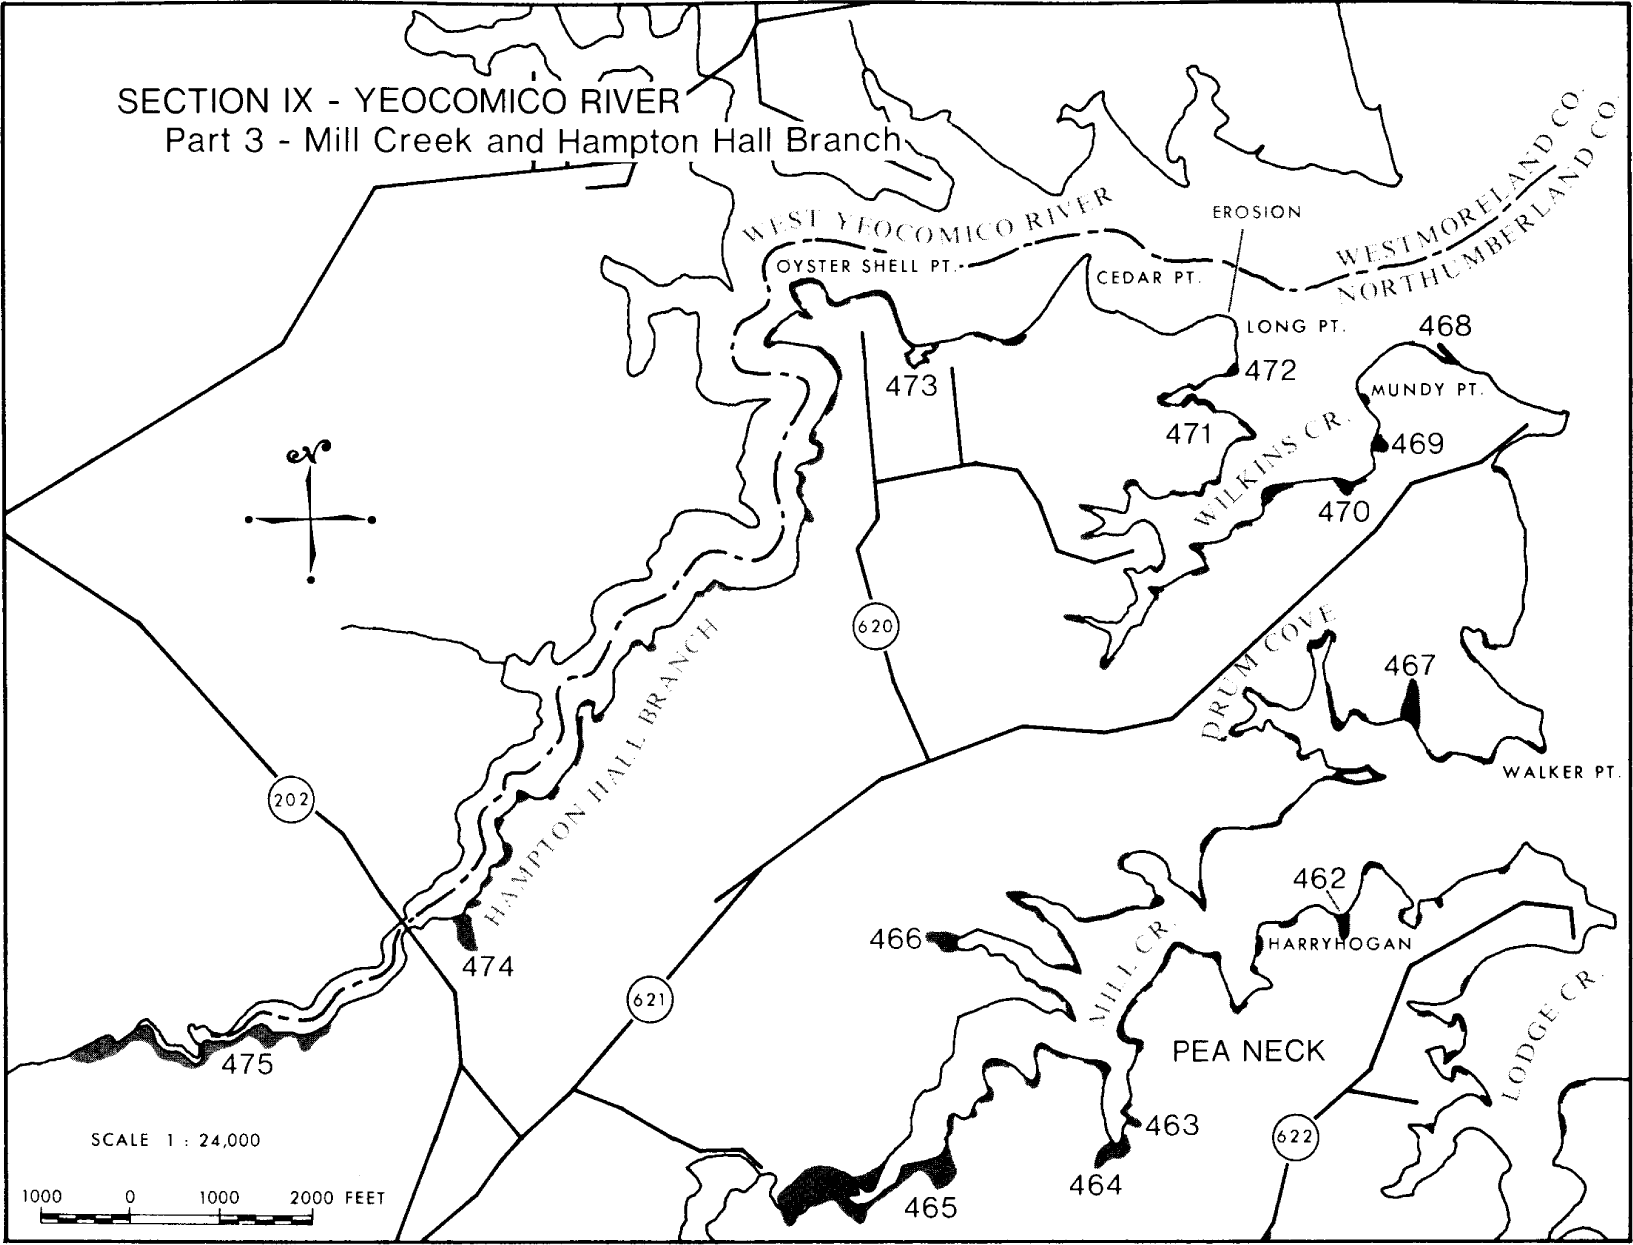 SECTION IX - YEOCOMICO RIVER
Part 3 - Mill Creek and Hampton Hall Branch
WESTMORELAND CO.
NORTHUMBERLAND CO.
WEST YEOCOMICO RIVER
EROSION
OYSTER SHELL PT.
CEDAR PT.
LONG PT.
468
472
473
MUNDY PT.
471
469
WILKINS CR.
470
N
620
DRUM COVE
467
HAMPTON HALL BRANCH
WALKER PT.
202
462
466
HARRYHOGAN
474
MILL CR.
621
LODGE CR.
PEA NECK
475
463
622
SCALE 1 : 24,000
464
465
1000 0 1000 2000 FEET